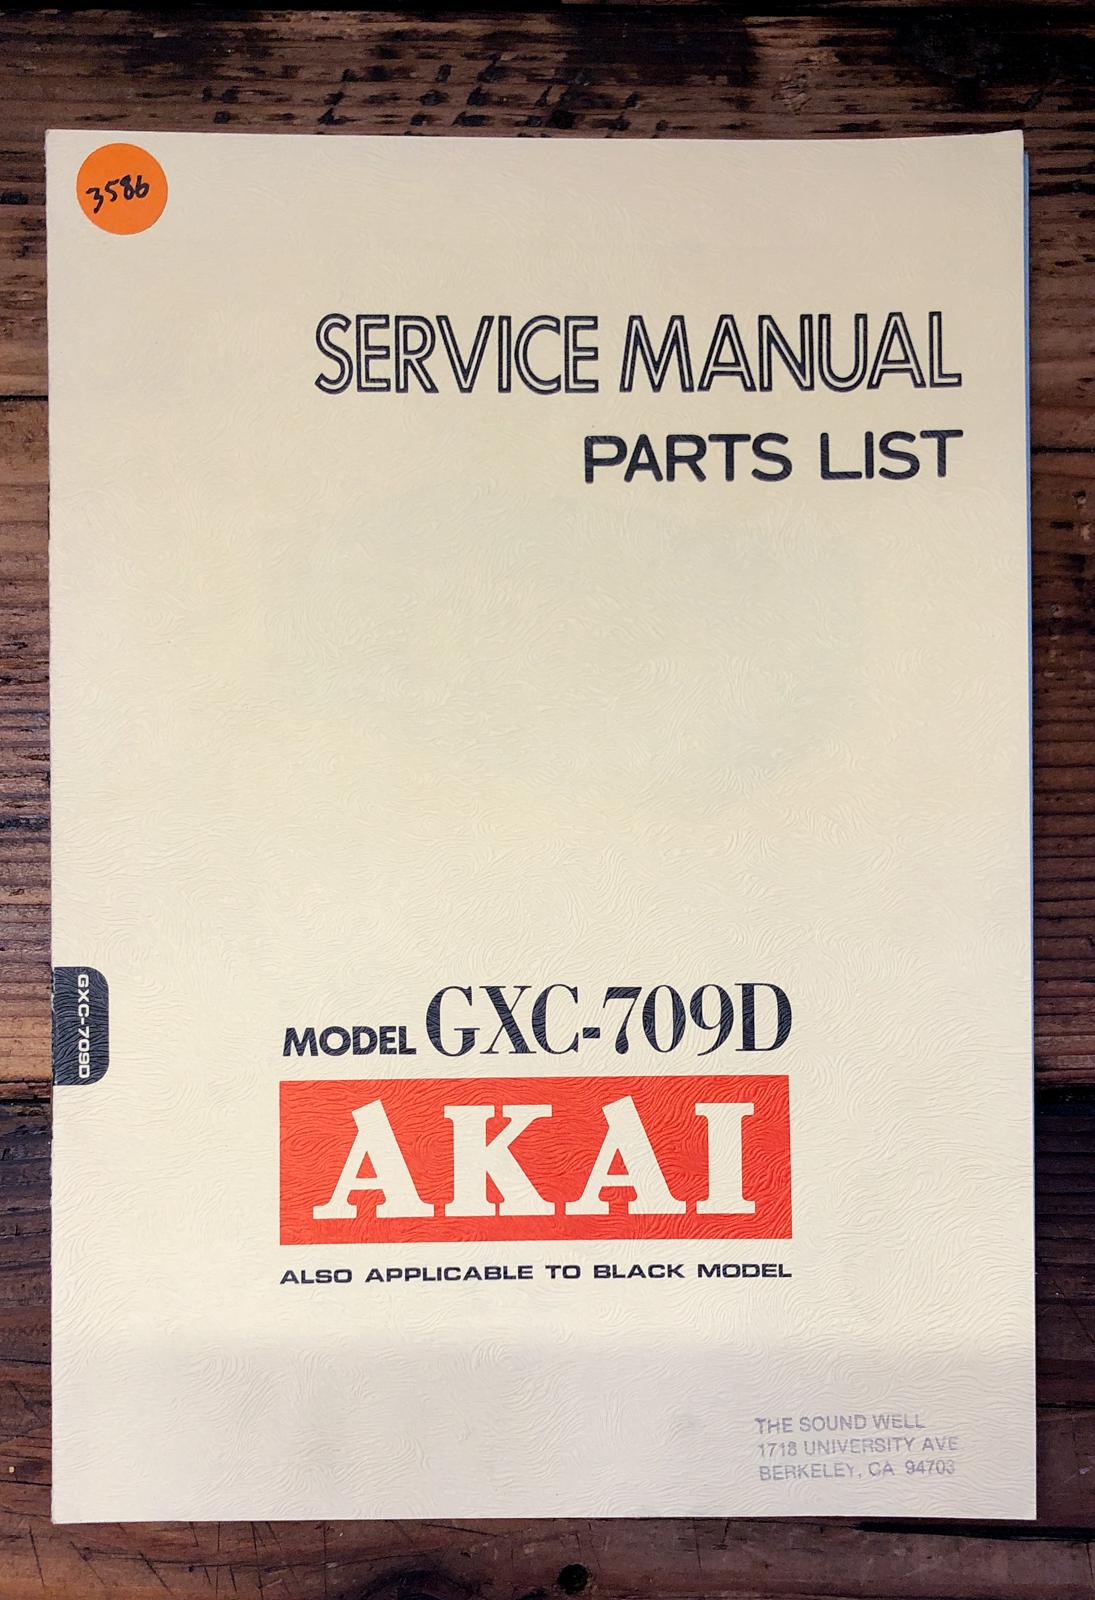 3586
SERVICE MANUAL
PARTS LIST
GXC-709D
MODEL GXC-709D
AKAI
ALSO APPLICABLE TO BLACK MODEL
THE SOUND WELL
1718 UNIVERSITY AVE
BERKELEY, CA 94703